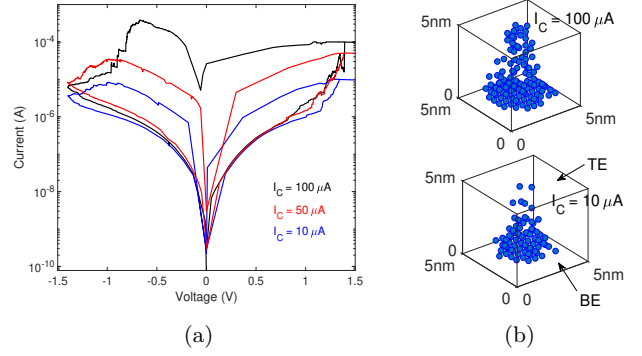 10⁻⁴
10⁻⁶
10⁻⁸
10⁻¹⁰
Current (A)
-1.5
-1
-0.5
0
0.5
1
1.5
Voltage (V)
I_C = 100 μA
I_C = 50 μA
I_C = 10 μA
(a)
5nm
I_C = 100 μA
0
5nm
5nm
0 0
5nm
TE
I_C = 10 μA
0
5nm
5nm
0 0
BE
(b)